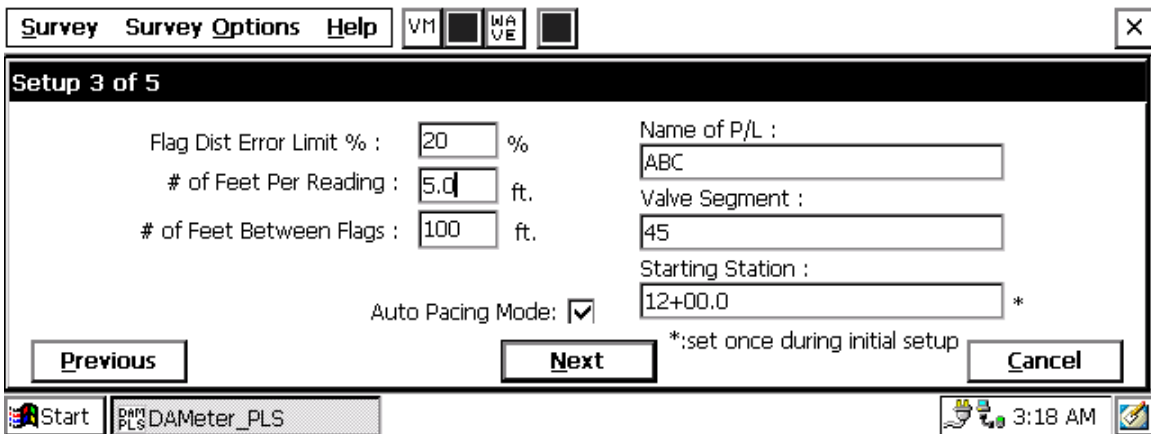 Survey Survey Options Help VM WAVE
Setup 3 of 5
Flag Dist Error Limit % : 20 %
# of Feet Per Reading : 5.0 ft.
# of Feet Between Flags : 100 ft.
Auto Pacing Mode:
Name of P/L :
ABC
Valve Segment :
45
Starting Station :
12+00.0 *
*:set once during initial setup
Previous Next Cancel
Start DAM PLS DAMeter_PLS 3:18 AM